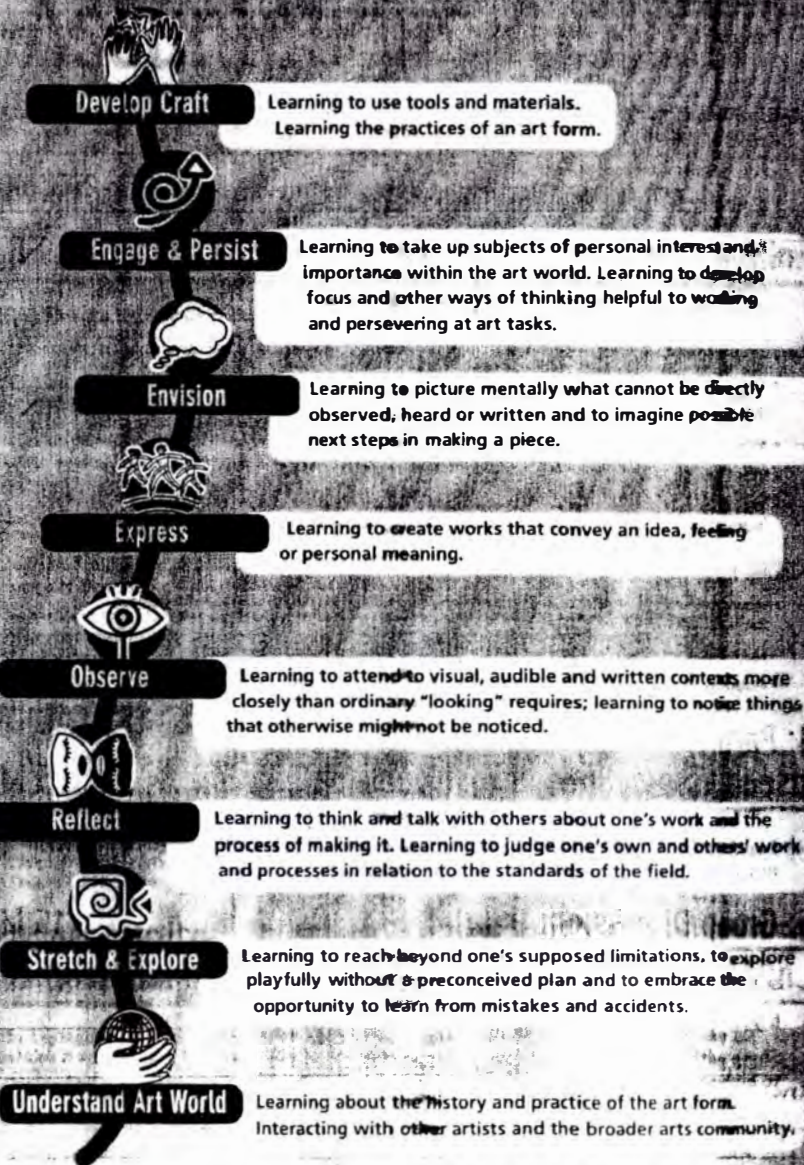 Develop Craft
Learning to use tools and materials.
Learning the practices of an art form.
Engage & Persist
Learning to take up subjects of personal interest and
importance within the art world. Learning to develop
focus and other ways of thinking helpful to working
and persevering at art tasks.
Envision
Learning to picture mentally what cannot be directly
observed, heard or written and to imagine possible
next steps in making a piece.
Express
Learning to create works that convey an idea, feeling
or personal meaning.
Observe
Learning to attend to visual, audible and written contexts more
closely than ordinary "looking" requires; learning to notice things
that otherwise might not be noticed.
Reflect
Learning to think and talk with others about one's work and the
process of making it. Learning to judge one's own and others' work
and processes in relation to the standards of the field.
Stretch & Explore
Learning to reach beyond one's supposed limitations, to explore
playfully without a preconceived plan and to embrace the
opportunity to learn from mistakes and accidents.
Understand Art World
Learning about the history and practice of the art form.
Interacting with other artists and the broader arts community.